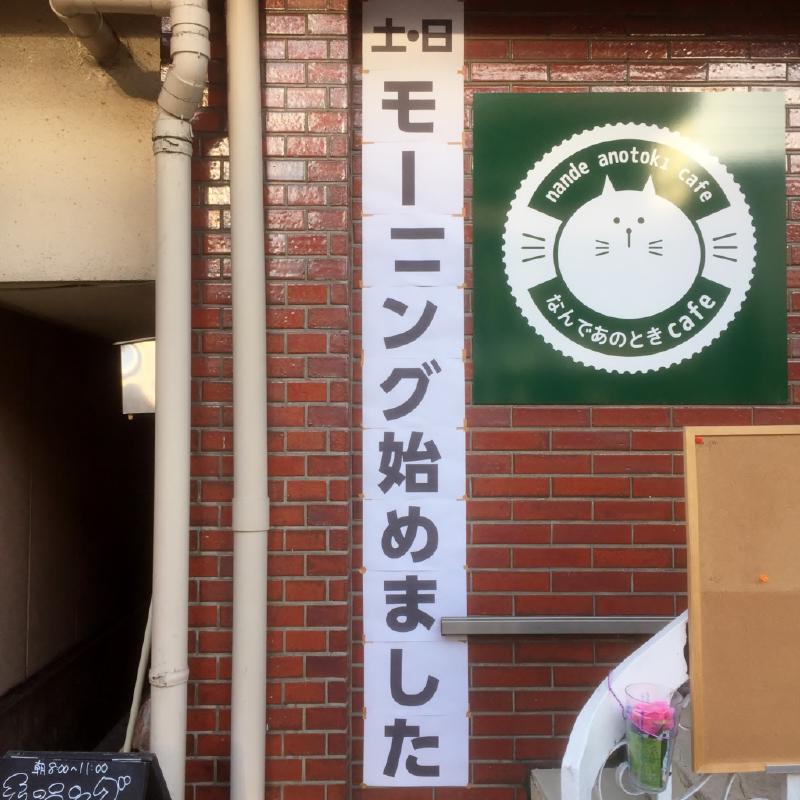 土・日
モーニング始めました
nande anotoki cafe
なんであのときcafe
朝8:00~11:00